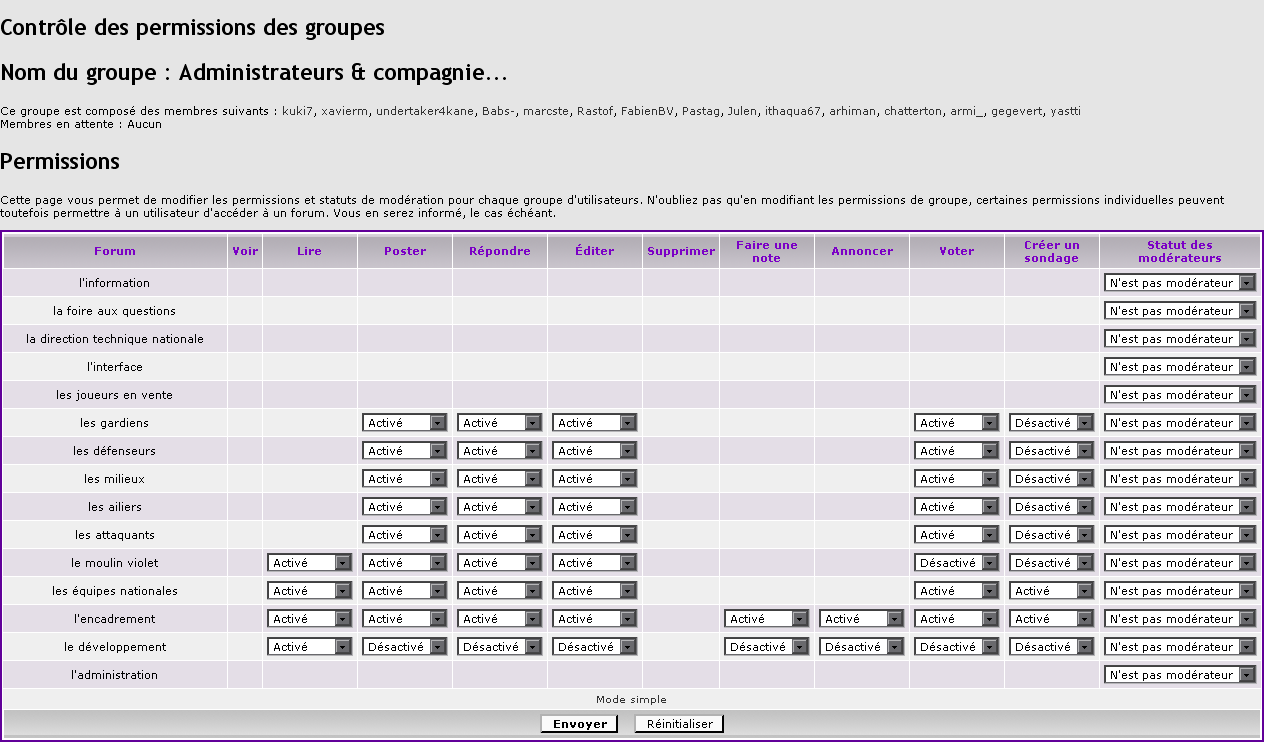 Contrôle des permissions des groupes
Nom du groupe : Administrateurs & compagnie...
Ce groupe est composé des membres suivants : kuki7, xavierm, undertaker4kane, Babs-, marcste, Rastof, FabienBV, Pastag, Julen, ithaqua67, arhiman, chatterton, armi_, gegevert, yastti
Membres en attente : Aucun
Permissions
Cette page vous permet de modifier les permissions et statuts de modération pour chaque groupe d'utilisateurs. N'oubliez pas qu'en modifiant les permissions de groupe, certaines permissions individuelles peuvent
toutefois permettre à un utilisateur d'accéder à un forum. Vous en serez informé, le cas échéant.
Forum Voir Lire Poster Répondre Éditer Supprimer Faire une note Annoncer Voter Créer un sondage Statut des modérateurs
l'information N'est pas modérateur
la foire aux questions N'est pas modérateur
la direction technique nationale N'est pas modérateur
l'interface N'est pas modérateur
les joueurs en vente N'est pas modérateur
les gardiens Activé Activé Activé Activé Désactivé N'est pas modérateur
les défenseurs Activé Activé Activé Activé Désactivé N'est pas modérateur
les milieux Activé Activé Activé Activé Désactivé N'est pas modérateur
les ailiers Activé Activé Activé Activé Désactivé N'est pas modérateur
les attaquants Activé Activé Activé Activé Désactivé N'est pas modérateur
le moulin violet Activé Activé Activé Activé Désactivé Désactivé N'est pas modérateur
les équipes nationales Activé Activé Activé Activé Activé Activé N'est pas modérateur
l'encadrement Activé Activé Activé Activé Activé Activé Activé Activé N'est pas modérateur
le développement Activé Désactivé Désactivé Désactivé Désactivé Désactivé Désactivé Désactivé N'est pas modérateur
l'administration N'est pas modérateur
Mode simple
Envoyer Réinitialiser